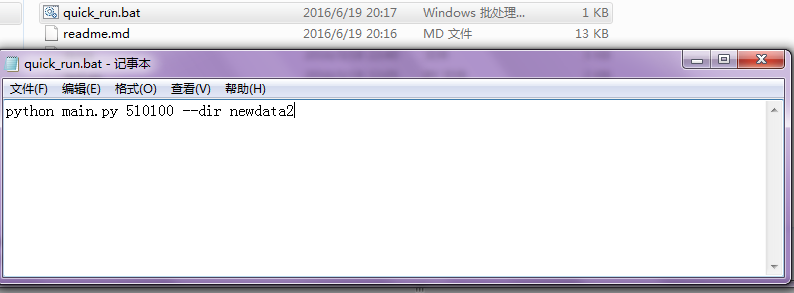 quick_run.bat 2016/6/19 20:17 Windows 批处理... 1 KB
readme.md 2016/6/19 20:16 MD 文件 13 KB
quick_run.bat - 记事本
文件(F) 编辑(E) 格式(O) 查看(V) 帮助(H)
python main.py 510100 --dir newdata2